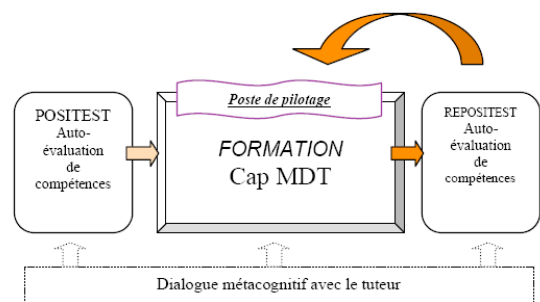 POSITEST
Auto-
évaluation
de
compétences
Poste de pilotage
FORMATION
Cap MDT
REPOSITEST
Auto-
évaluation
de
compétences
Dialogue métacognitif avec le tuteur